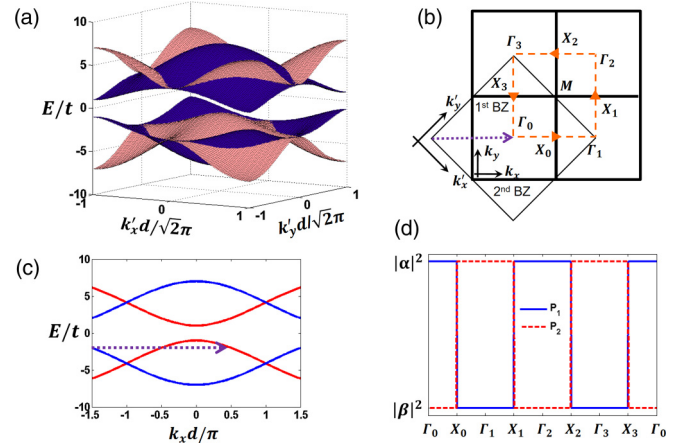 (a)
10
5
E/t
0
-5
-10
-1
0
1
k′ₓd/√2π
-1
0
1
k′ᵧd/√2π
(b)
Γ₃
X₂
Γ₂
X₃
M
k′ᵧ
1ˢᵗ BZ
X₁
Γ₀
kᵧ
X₀
Γ₁
k′ₓ
kₓ
2ⁿᵈ BZ
(c)
10
5
E/t
0
-5
-10
-1.5 -1 -0.5 0 0.5 1 1.5
kₓd/π
(d)
|α|²
P₁
P₂
|β|²
Γ₀ X₀ Γ₁ X₁ Γ₂ X₂ Γ₃ X₃ Γ₀